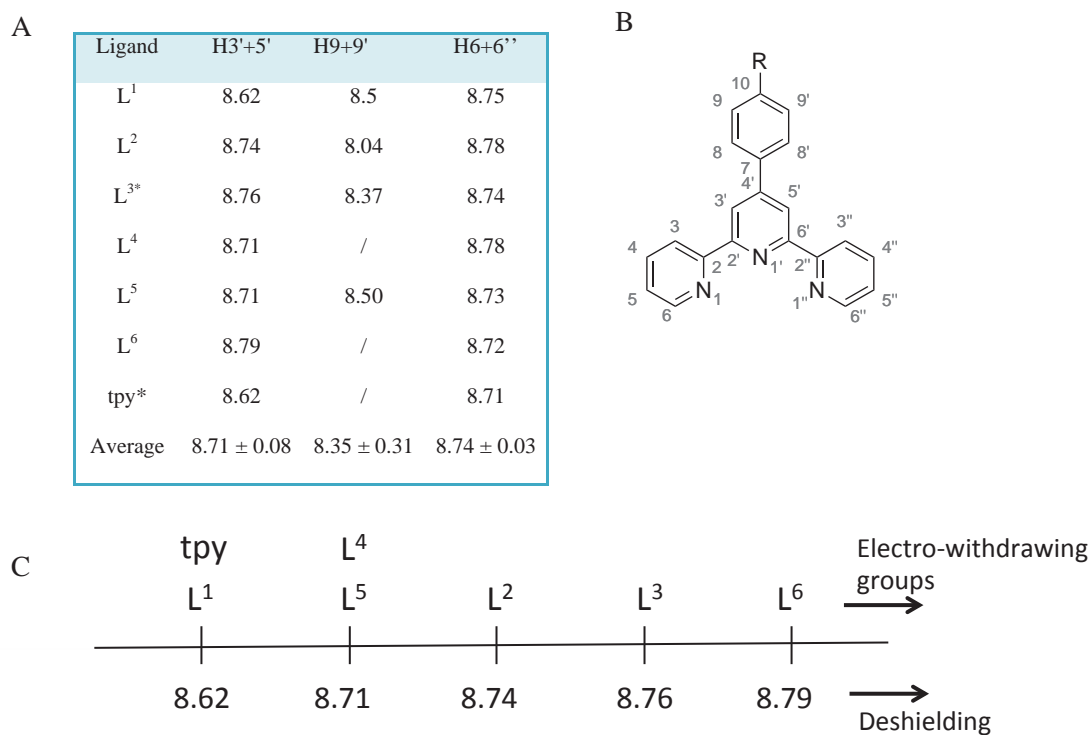 A
Ligand H3'+5' H9+9' H6+6’’
L¹ 8.62 8.5 8.75
L² 8.74 8.04 8.78
L³* 8.76 8.37 8.74
L⁴ 8.71 / 8.78
L⁵ 8.71 8.50 8.73
L⁶ 8.79 / 8.72
tpy* 8.62 / 8.71
Average 8.71 ± 0.08 8.35 ± 0.31 8.74 ± 0.03
B
R
10
9 9'
8 8'
7
4'
3' 5'
3 6' 3''
4 4''
2 2' N 1' 2''
5 N 1 1'' N 5''
6 6''
C
tpy L⁴ Electro-withdrawing
L¹ L⁵ L² L³ L⁶ groups
8.62 8.71 8.74 8.76 8.79
Deshielding